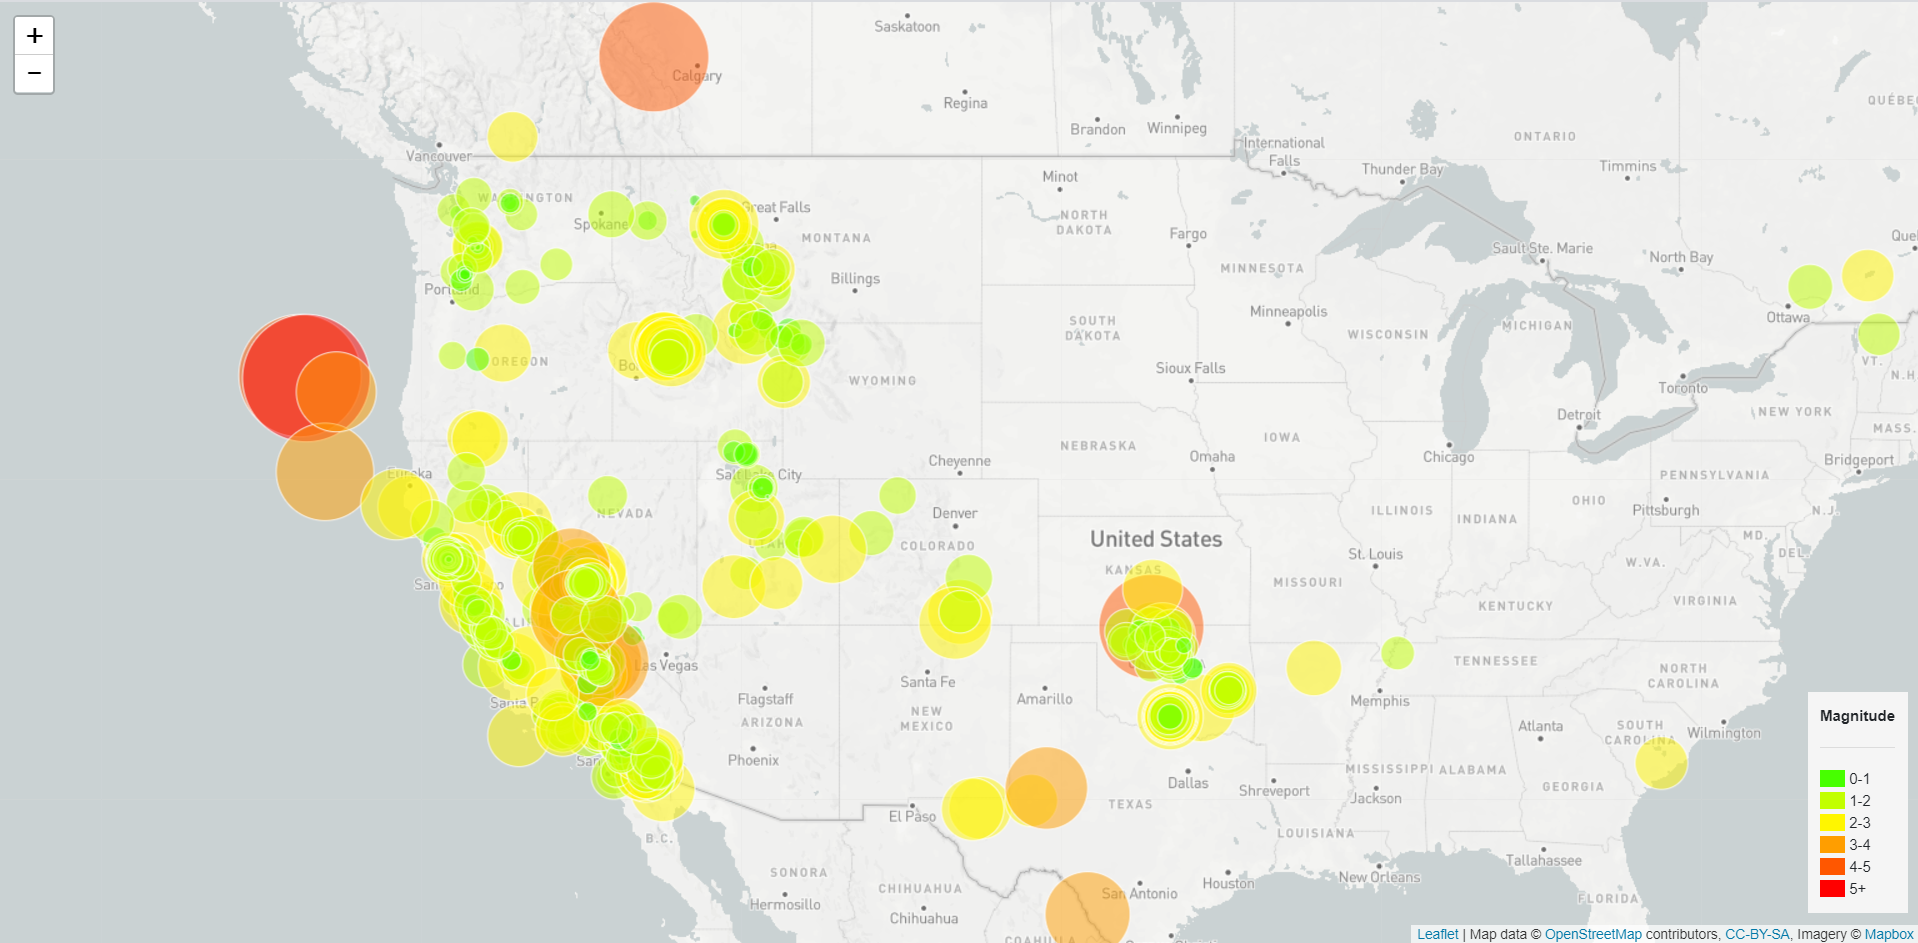 +
−
Saskatoon
Calgary
Regina
Brandon
Winnipeg
QUÉBEC
ONTARIO
Vancouver
International
Falls
Thunder Bay
Timmins
Minot
WASHINGTON
Spokane
Great Falls
NORTH
DAKOTA
MONTANA
Fargo
Sault Ste. Marie
North Bay
MINNESOTA
Billings
Portland
Minneapolis
Ottawa
SOUTH
DAKOTA
WISCONSIN
MICHIGAN
OREGON
VT.
N.H
Sioux Falls
WYOMING
Toronto
Detroit
NEW YORK
MASS.
NEBRASKA
IOWA
Omaha
Chicago
Cheyenne
Bridgeport
Eureka
Salt Lake City
PENNSYLVANIA
NEVADA
Denver
ILLINOIS
INDIANA
OHIO
Pittsburgh
N.J.
United States
UTAH
COLORADO
MD.
DEL.
St. Louis
KANSAS
W.VA.
MISSOURI
KENTUCKY
VIRGINIA
Las Vegas
TENNESSEE
Santa Fe
NORTH
CAROLINA
Flagstaff
Amarillo
Memphis
ARIZONA
NEW
MEXICO
Atlanta
SOUTH
CAROLINA
Wilmington
Phoenix
MISSISSIPPI
ALABAMA
Dallas
Shreveport
GEORGIA
TEXAS
Jackson
El Paso
LOUISIANA
B.C.
Tallahassee
SONORA
CHIHUAHUA
San Antonio
Houston
New Orleans
Hermosillo
Chihuahua
FLORIDA
Magnitude
0-1
1-2
2-3
3-4
4-5
5+
Leaflet | Map data © OpenStreetMap contributors, CC-BY-SA, Imagery © Mapbox